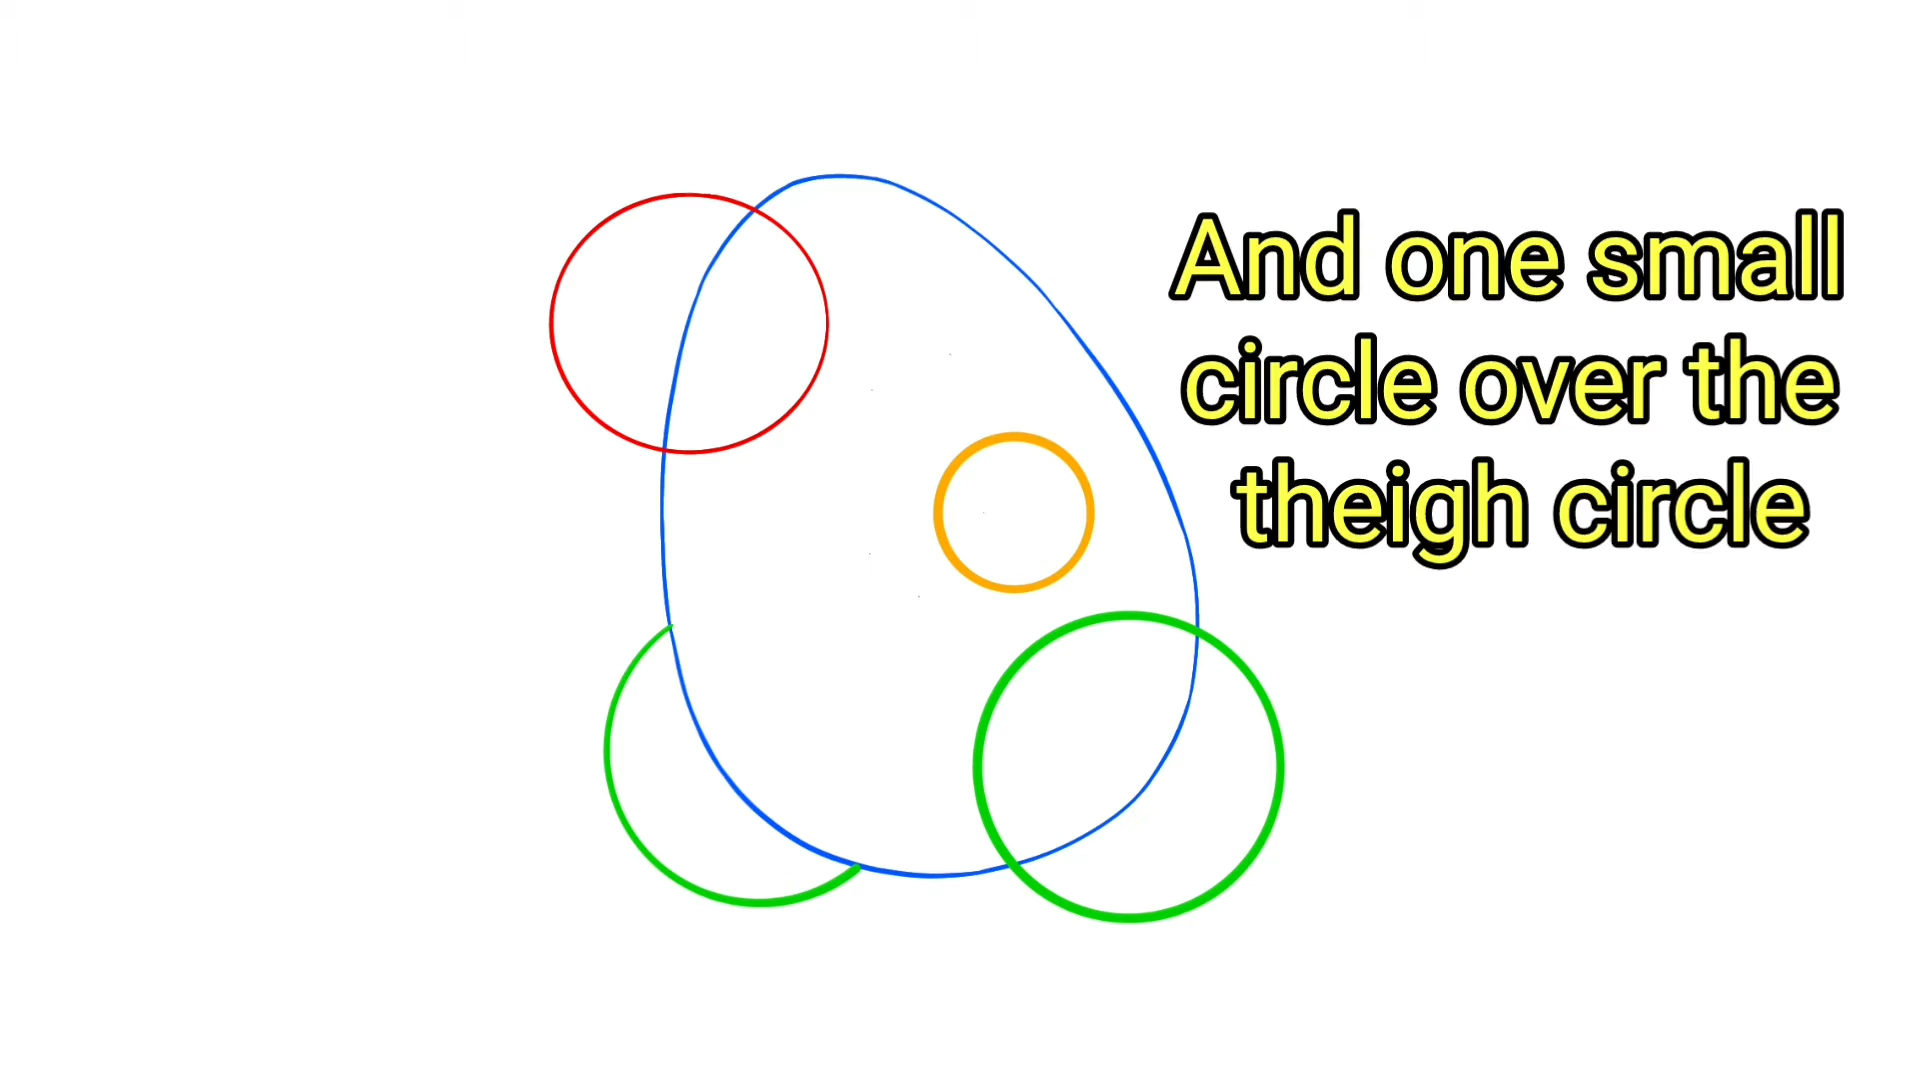 And one small
circle over the
theigh circle